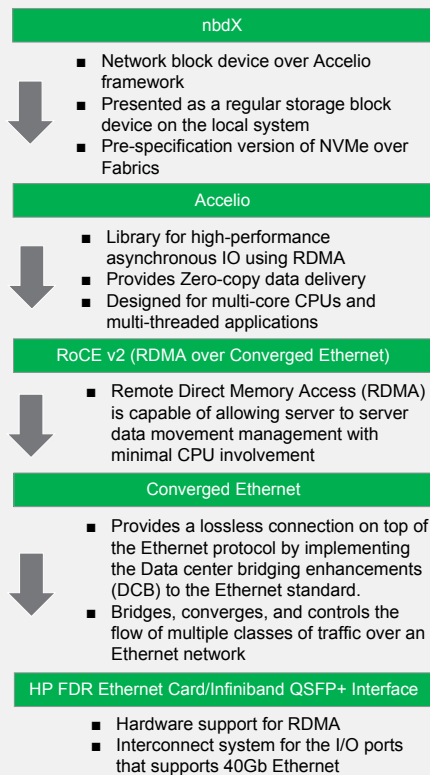 nbdX
■ Network block device over Accelio
framework
■ Presented as a regular storage block
device on the local system
■ Pre-specification version of NVMe over
Fabrics
Accelio
■ Library for high-performance
asynchronous IO using RDMA
■ Provides Zero-copy data delivery
■ Designed for multi-core CPUs and
multi-threaded applications
RoCE v2 (RDMA over Converged Ethernet)
■ Remote Direct Memory Access (RDMA)
is capable of allowing server to server
data movement management with
minimal CPU involvement
Converged Ethernet
■ Provides a lossless connection on top of
the Ethernet protocol by implementing
the Data center bridging enhancements
(DCB) to the Ethernet standard.
■ Bridges, converges, and controls the
flow of multiple classes of traffic over an
Ethernet network
HP FDR Ethernet Card/Infiniband QSFP+ Interface
■ Hardware support for RDMA
■ Interconnect system for the I/O ports
that supports 40Gb Ethernet